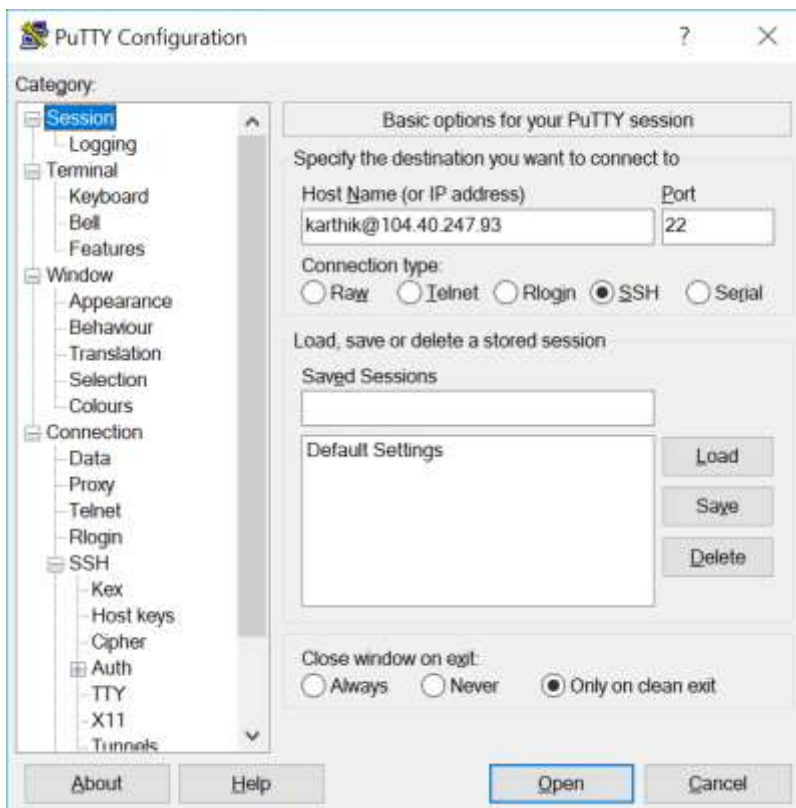 PuTTY Configuration
?
Category:
Session
Logging
Terminal
Keyboard
Bell
Features
Window
Appearance
Behaviour
Translation
Selection
Colours
Connection
Data
Proxy
Telnet
Rlogin
SSH
Kex
Host keys
Cipher
Auth
TTY
X11
Tunnels
Basic options for your PuTTY session
Specify the destination you want to connect to
Host Name (or IP address) Port
karthik@104.40.247.93 22
Connection type:
Raw Telnet Rlogin SSH Serial
Load, save or delete a stored session
Saved Sessions
Default Settings
Load
Save
Delete
Close window on exit:
Always Never Only on clean exit
About Help Open Cancel